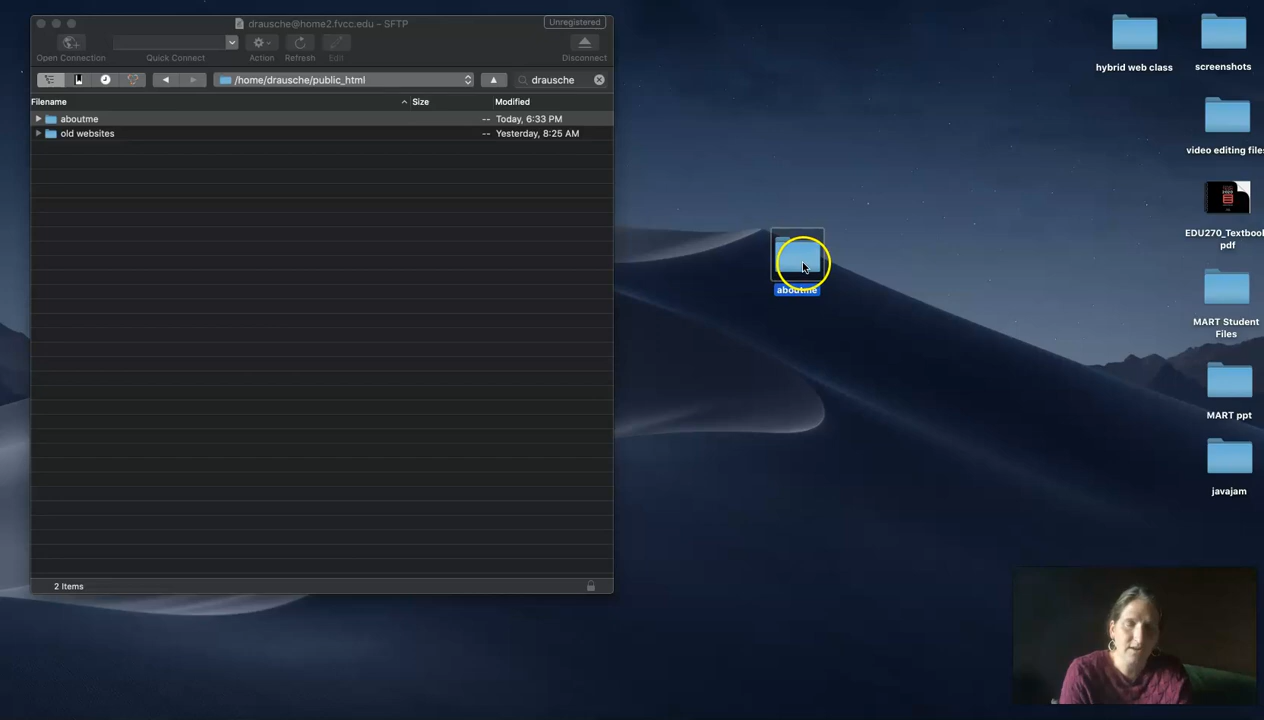 drausche@home2.fvcc.edu – SFTP
Unregistered
Open Connection
Quick Connect
Action
Refresh
Edit
Disconnect
/home/drausche/public_html
drausche
Filename
Size
Modified
aboutme
-- Today, 6:33 PM
old websites
-- Yesterday, 8:25 AM
2 Items
aboutme
hybrid web class
screenshots
video editing files
EDU270_Textbook
pdf
MART Student
Files
MART ppt
javajam